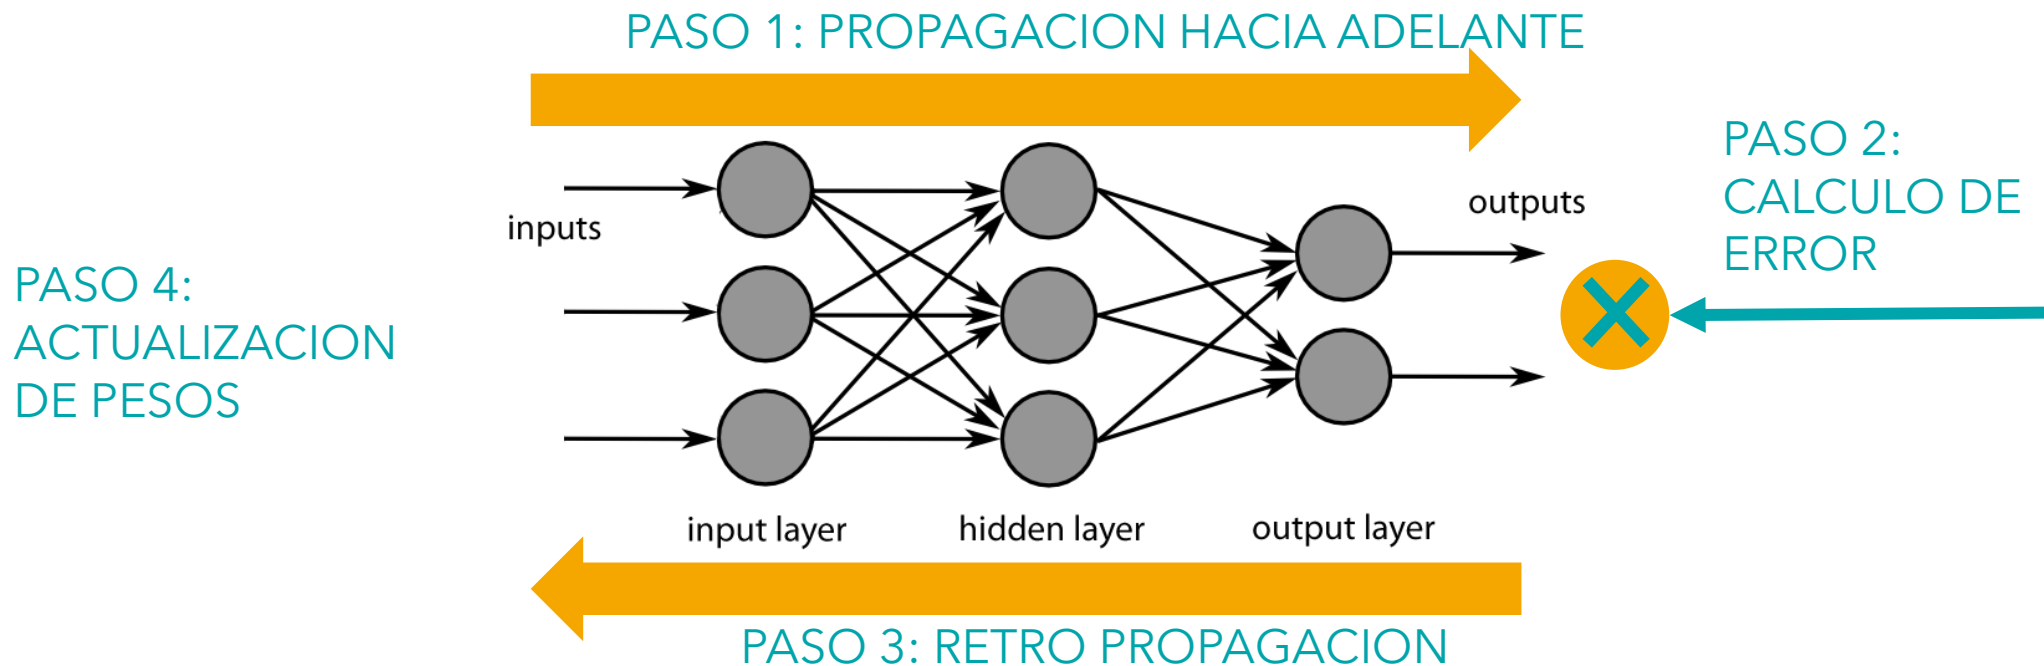 PASO 1: PROPAGACION HACIA ADELANTE
PASO 2:
CALCULO DE
ERROR
inputs
outputs
PASO 4:
ACTUALIZACION
DE PESOS
input layer
hidden layer
output layer
PASO 3: RETRO PROPAGACION